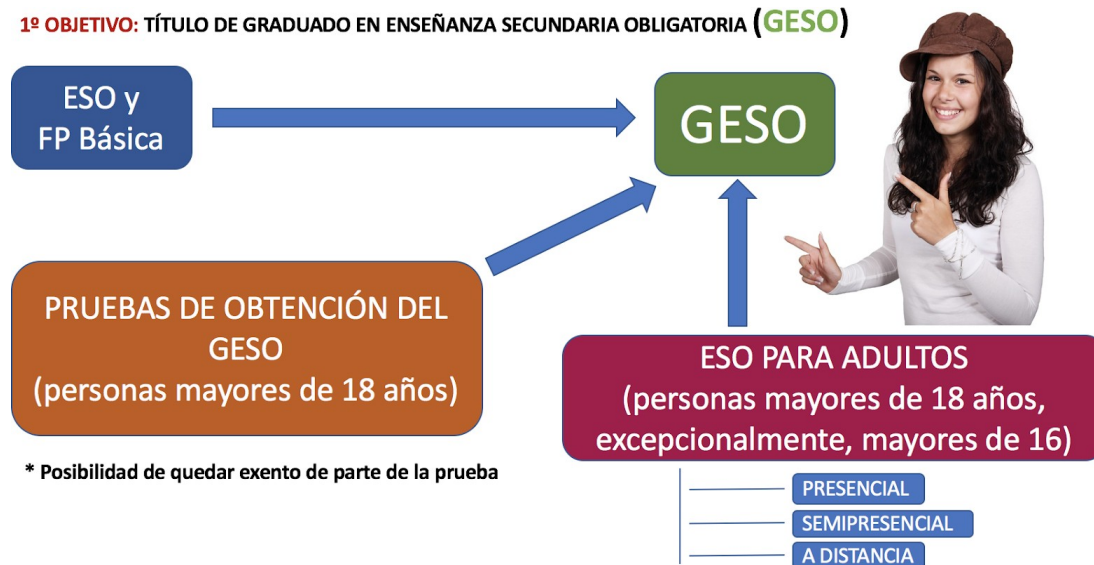 1º OBJETIVO: TÍTULO DE GRADUADO EN ENSEÑANZA SECUNDARIA OBLIGATORIA (GESO)
ESO y
FP Básica
GESO
PRUEBAS DE OBTENCIÓN DEL
GESO
(personas mayores de 18 años)
* Posibilidad de quedar exento de parte de la prueba
ESO PARA ADULTOS
(personas mayores de 18 años,
excepcionalmente, mayores de 16)
PRESENCIAL
SEMIPRESENCIAL
A DISTANCIA